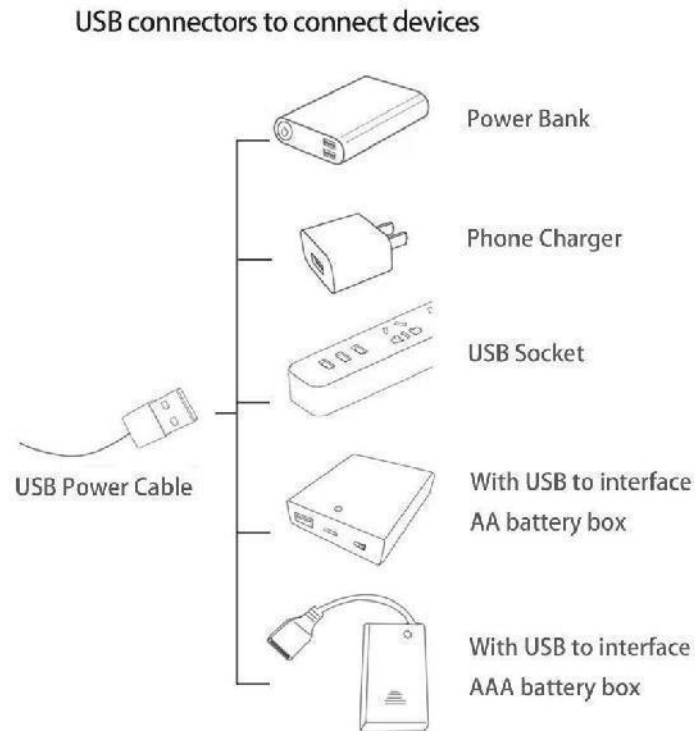 USB connectors to connect devices
Power Bank
Phone Charger
USB Socket
USB Power Cable
With USB to interface
AA battery box
With USB to interface
AAA battery box